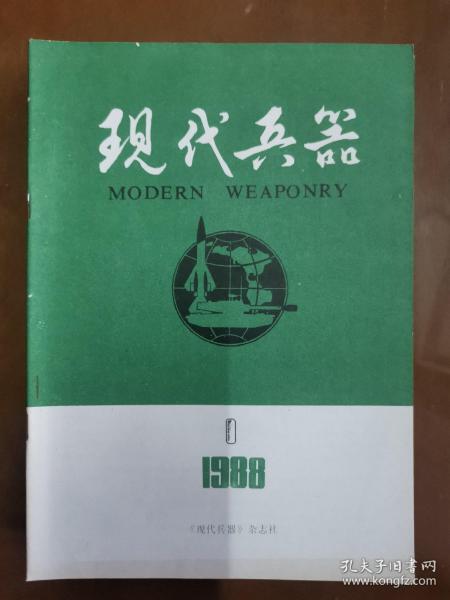 现代兵器
MODERN WEAPONRY
1
1988
《现代兵器》杂志社
孔夫子旧书网
www.kongfz.com